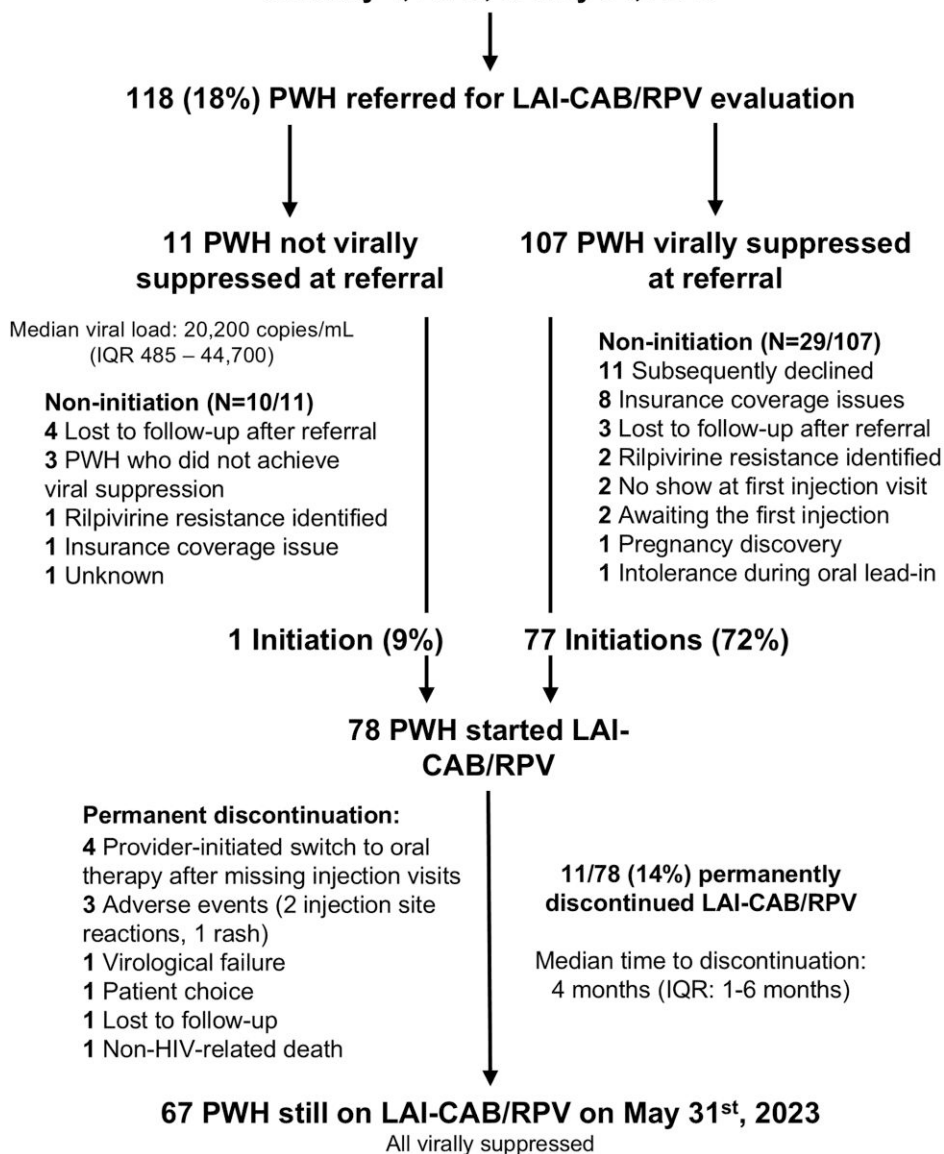 118 (18%) PWH referred for LAI-CAB/RPV evaluation
11 PWH not virally
suppressed at referral
Median viral load: 20,200 copies/mL
(IQR 485 – 44,700)
Non-initiation (N=10/11)
4 Lost to follow-up after referral
3 PWH who did not achieve
viral suppression
1 Rilpivirine resistance identified
1 Insurance coverage issue
1 Unknown
107 PWH virally suppressed
at referral
Non-initiation (N=29/107)
11 Subsequently declined
8 Insurance coverage issues
3 Lost to follow-up after referral
2 Rilpivirine resistance identified
2 No show at first injection visit
2 Awaiting the first injection
1 Pregnancy discovery
1 Intolerance during oral lead-in
1 Initiation (9%)
77 Initiations (72%)
78 PWH started LAI-
CAB/RPV
Permanent discontinuation:
4 Provider-initiated switch to oral
therapy after missing injection visits
3 Adverse events (2 injection site
reactions, 1 rash)
1 Virological failure
1 Patient choice
1 Lost to follow-up
1 Non-HIV-related death
11/78 (14%) permanently
discontinued LAI-CAB/RPV
Median time to discontinuation:
4 months (IQR: 1-6 months)
67 PWH still on LAI-CAB/RPV on May 31st, 2023
All virally suppressed